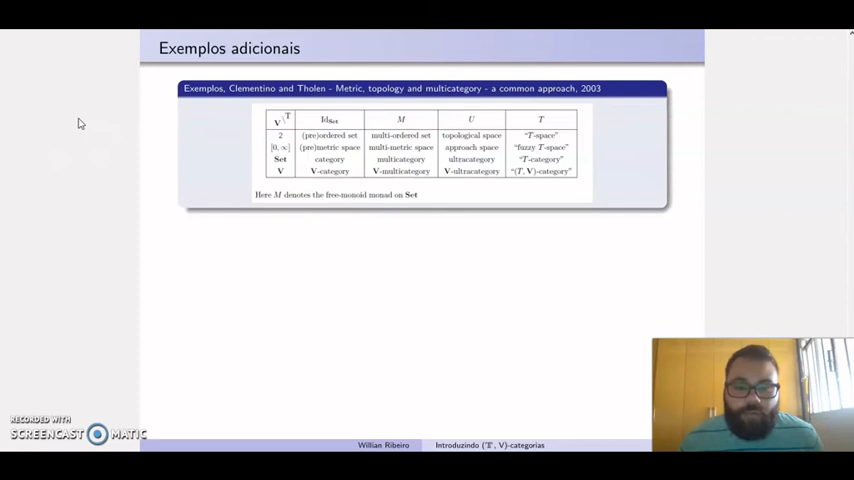 Exemplos adicionais
Exemplos, Clementino and Tholen - Metric, topology and multicategory - a common approach, 2003
V\T Id_Set M U T
2 (pre)ordered set multi-ordered set topological space “T-space”
[0, ∞] (pre)metric space multi-metric space approach space “fuzzy T-space”
Set category multicategory ultracategory “T-category”
V V-category V-multicategory V-ultracategory “(T, V)-category”
Here M denotes the free-monoid monad on Set
RECORDED WITH
SCREENCAST MATIC
Willian Ribeiro Introduzindo (𝕋, V)-categorias